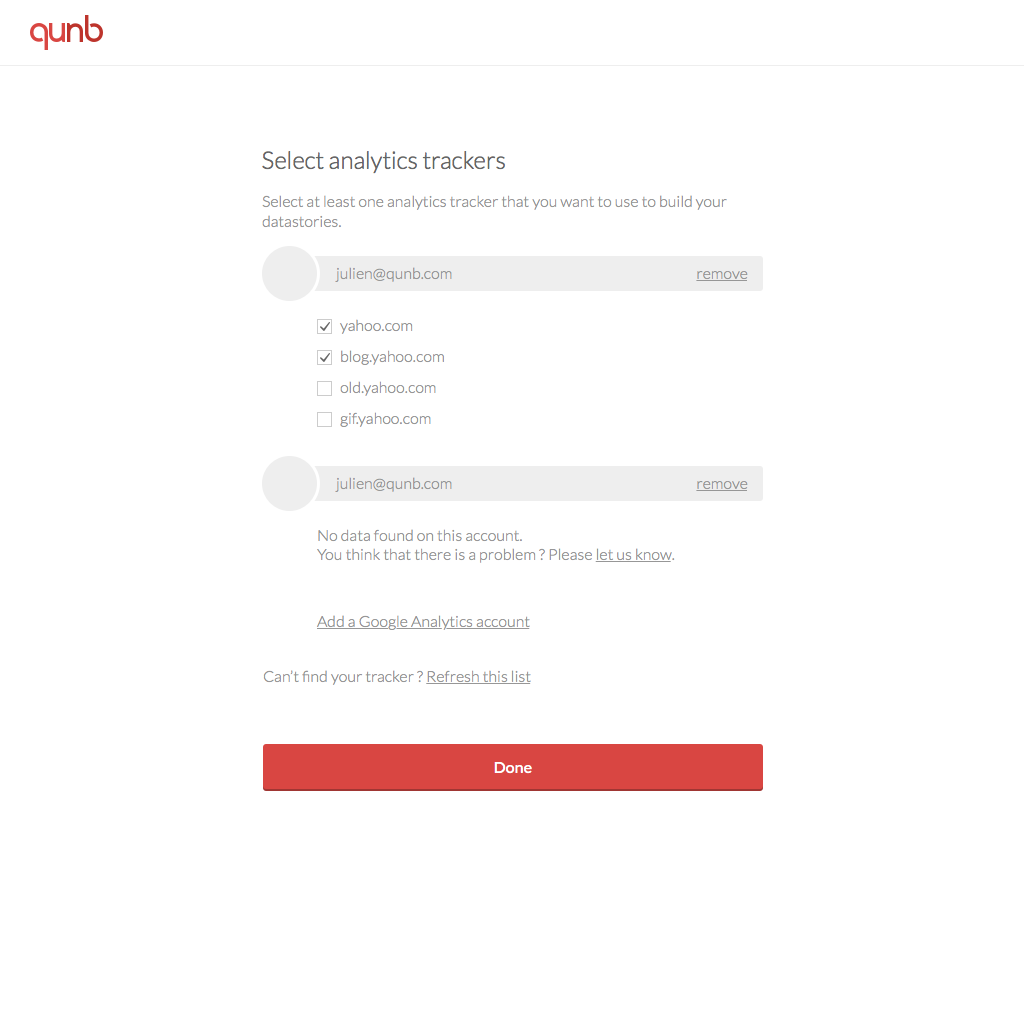 qunb
Select analytics trackers
Select at least one analytics tracker that you want to use to build your
datastories.
julien@qunb.com remove
yahoo.com
blog.yahoo.com
old.yahoo.com
gif.yahoo.com
julien@qunb.com remove
No data found on this account.
You think that there is a problem ? Please let us know.
Add a Google Analytics account
Can't find your tracker ? Refresh this list
Done